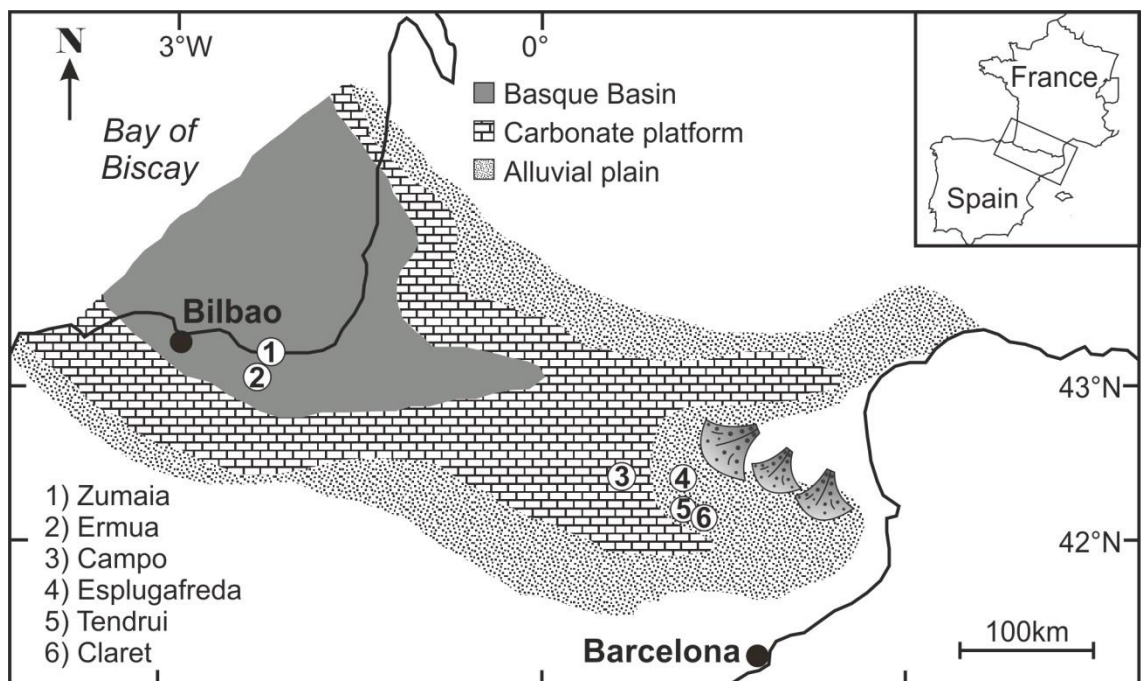 N
3°W
0°
Bay of
Biscay
Basque Basin
Carbonate platform
Alluvial plain
France
Spain
Bilbao
1
2
3
4
5
6
43°N
42°N
1) Zumaia
2) Ermua
3) Campo
4) Esplugafreda
5) Tendrui
6) Claret
Barcelona
100km